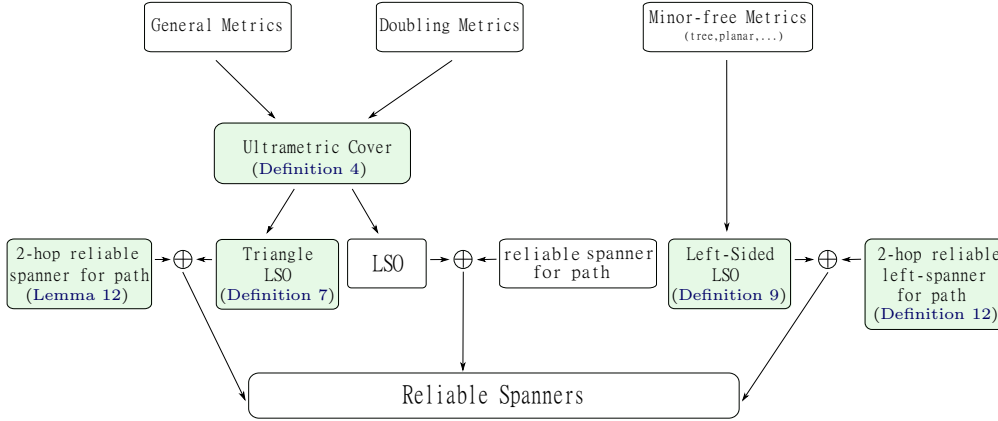 General Metrics
Doubling Metrics
Minor-free Metrics
(tree,planar,...)
Ultrametric Cover
(Definition 4)
2-hop reliable
spanner for path
(Lemma 12)
Triangle
LSO
(Definition 7)
LSO
reliable spanner
for path
Left-Sided
LSO
(Definition 9)
2-hop reliable
left-spanner
for path
(Definition 12)
Reliable Spanners